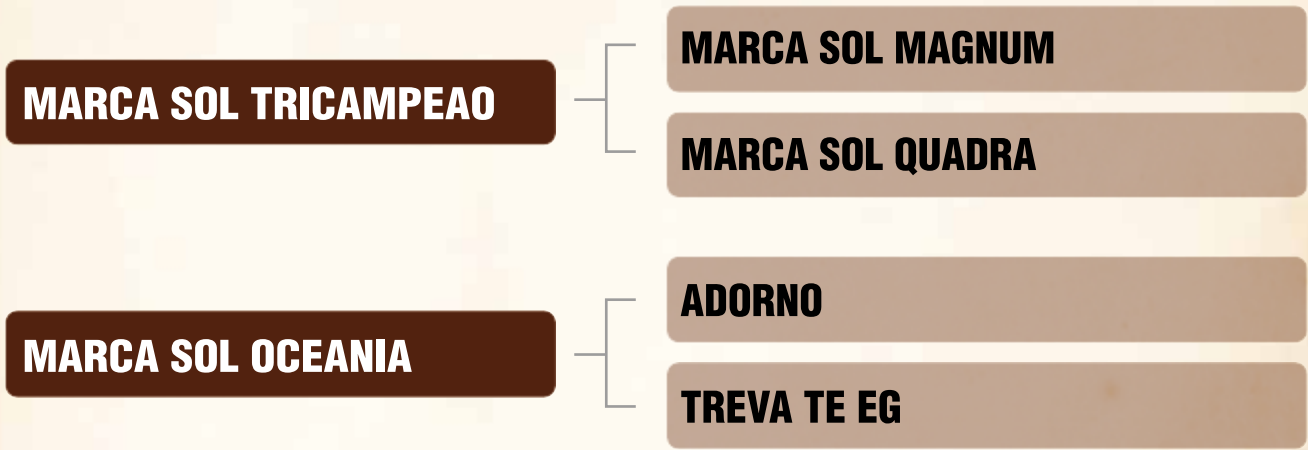 MARCA SOL TRICAMPEAO
MARCA SOL MAGNUM
MARCA SOL QUADRA
MARCA SOL OCEANIA
ADORNO
TREVA TE EG